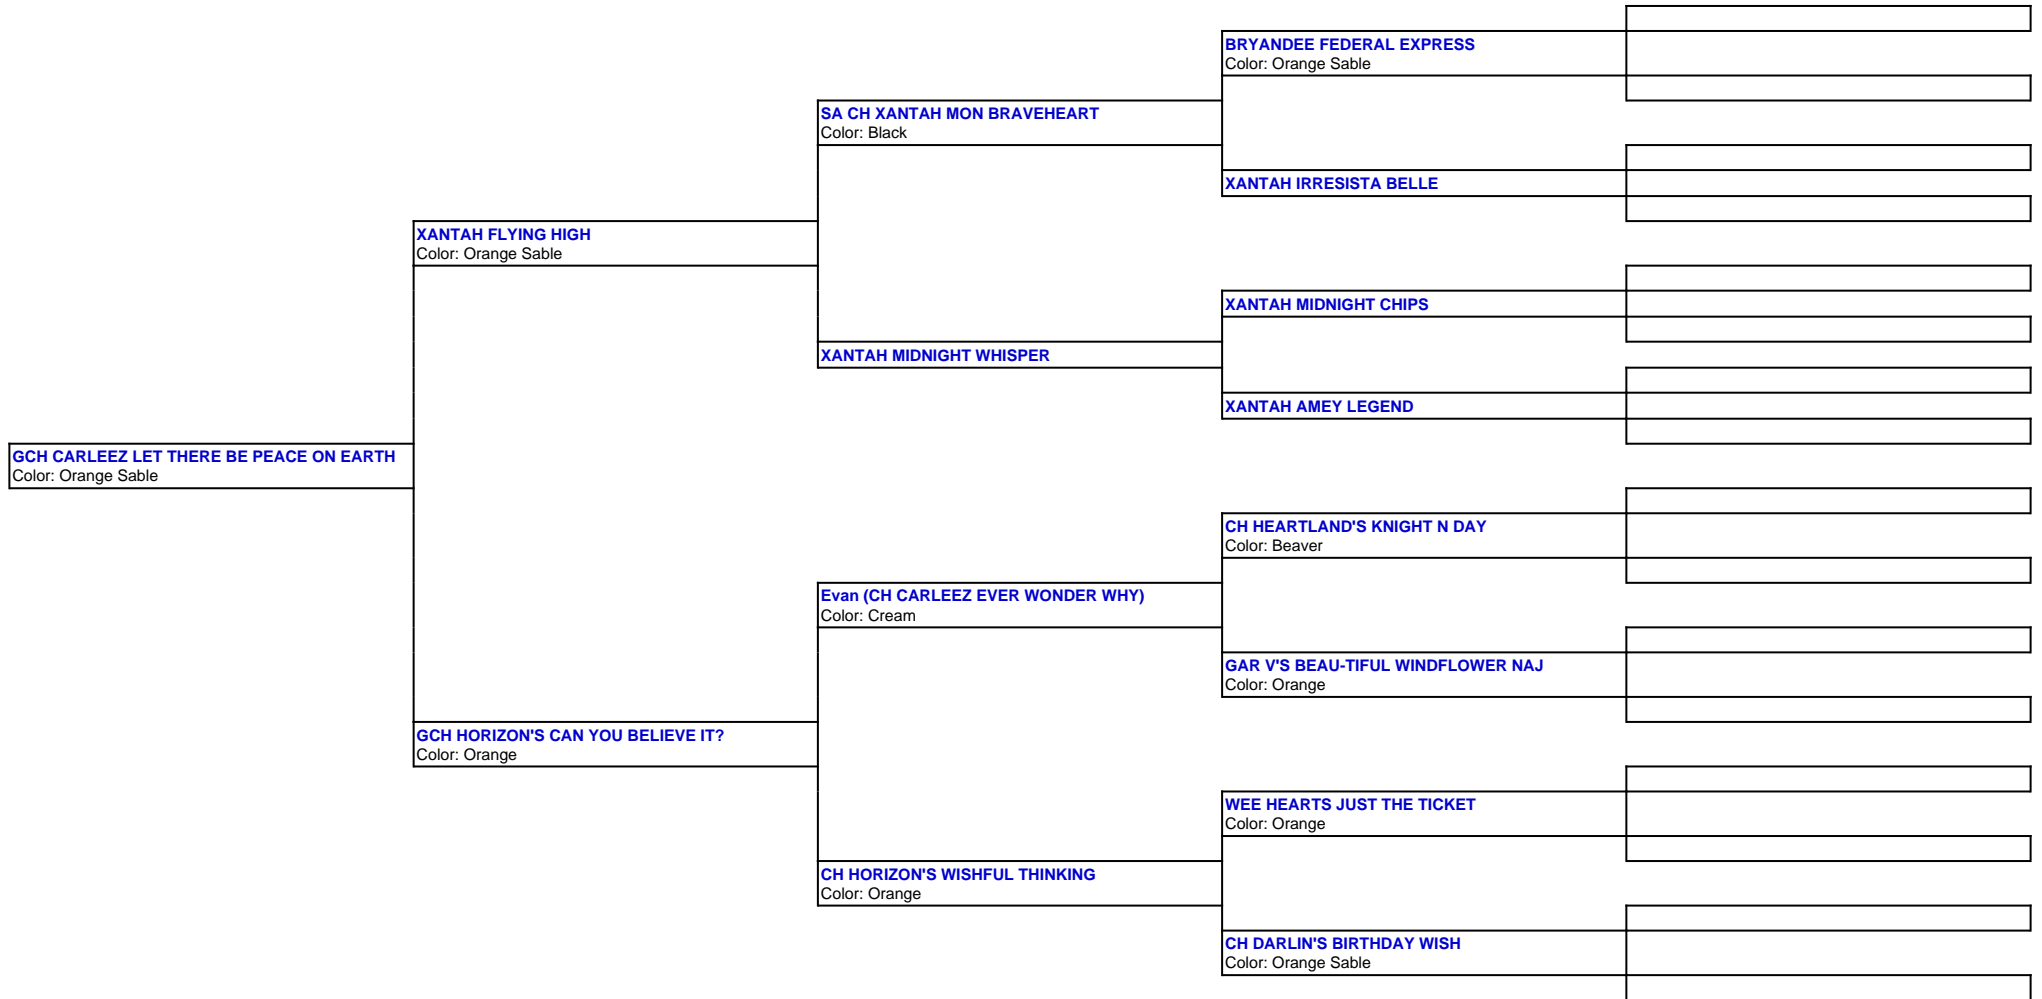 BRYANDEE FEDERAL EXPRESS
Color: Orange Sable
SA CH XANTAH MON BRAVEHEART
Color: Black
XANTAH IRRESISTA BELLE
XANTAH FLYING HIGH
Color: Orange Sable
XANTAH MIDNIGHT CHIPS
XANTAH MIDNIGHT WHISPER
XANTAH AMEY LEGEND
GCH CARLEEZ LET THERE BE PEACE ON EARTH
Color: Orange Sable
CH HEARTLAND'S KNIGHT N DAY
Color: Beaver
Evan (CH CARLEEZ EVER WONDER WHY)
Color: Cream
GAR V'S BEAU-TIFUL WINDFLOWER NAJ
Color: Orange
GCH HORIZON'S CAN YOU BELIEVE IT?
Color: Orange
WEE HEARTS JUST THE TICKET
Color: Orange
CH HORIZON'S WISHFUL THINKING
Color: Orange
CH DARLIN'S BIRTHDAY WISH
Color: Orange Sable